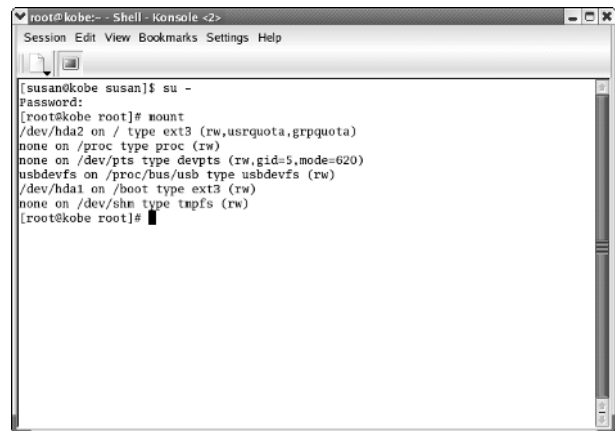 root@kobe:~ - Shell - Konsole <2>
Session Edit View Bookmarks Settings Help
[susan@kobe susan]$ su -
Password:
[root@kobe root]# mount
/dev/hda2 on / type ext3 (rw,usrquota,grpquota)
none on /proc type proc (rw)
none on /dev/pts type devpts (rw,gid=5,mode=620)
usbdevfs on /proc/bus/usb type usbdevfs (rw)
/dev/hda1 on /boot type ext3 (rw)
none on /dev/shm type tmpfs (rw)
[root@kobe root]#